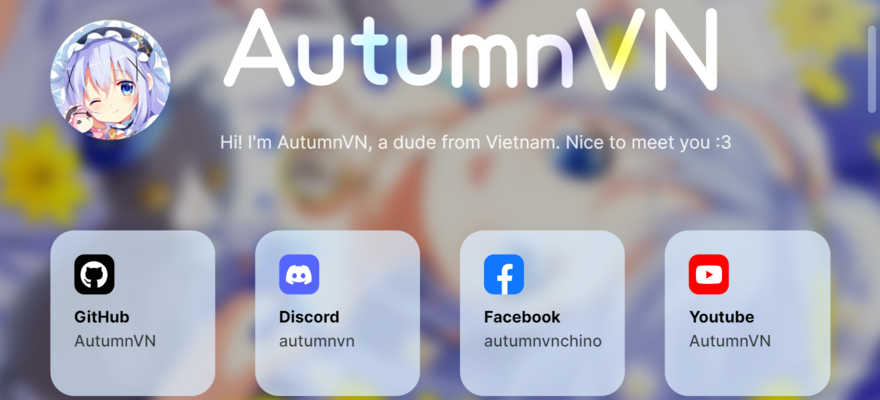 AutumnVN
Hi! I'm AutumnVN, a dude from Vietnam. Nice to meet you :3
GitHub
AutumnVN
Discord
autumnvn
Facebook
autumnvnchino
Youtube
AutumnVN